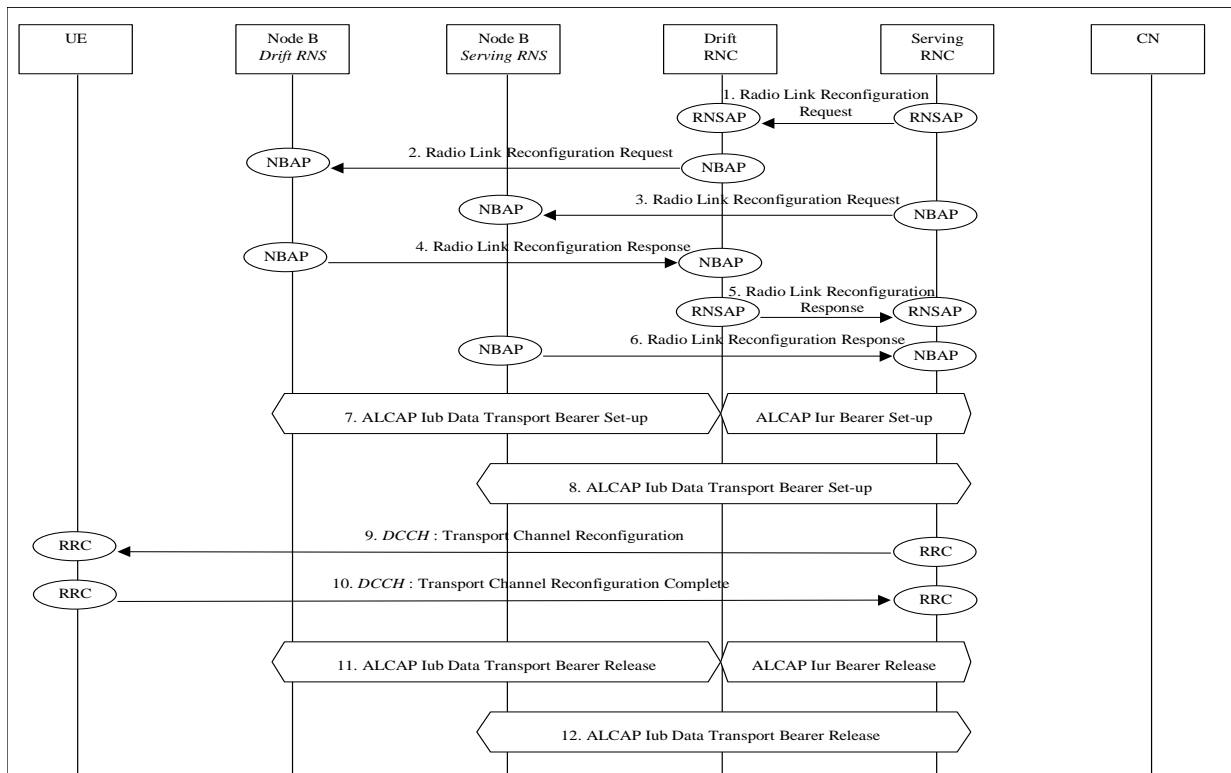 UE
Node B
Drift RNS
Node B
Serving RNS
Drift
RNC
Serving
RNC
CN
1. Radio Link Reconfiguration
Request
RNSAP
RNSAP
2. Radio Link Reconfiguration Request
NBAP
NBAP
3. Radio Link Reconfiguration Request
NBAP
NBAP
4. Radio Link Reconfiguration Response
NBAP
NBAP
5. Radio Link Reconfiguration
Response
RNSAP
RNSAP
6. Radio Link Reconfiguration Response
NBAP
NBAP
7. ALCAP Iub Data Transport Bearer Set-up
ALCAP Iur Bearer Set-up
8. ALCAP Iub Data Transport Bearer Set-up
9. DCCH : Transport Channel Reconfiguration
RRC
RRC
10. DCCH : Transport Channel Reconfiguration Complete
RRC
RRC
11. ALCAP Iub Data Transport Bearer Release
ALCAP Iur Bearer Release
12. ALCAP Iub Data Transport Bearer Release